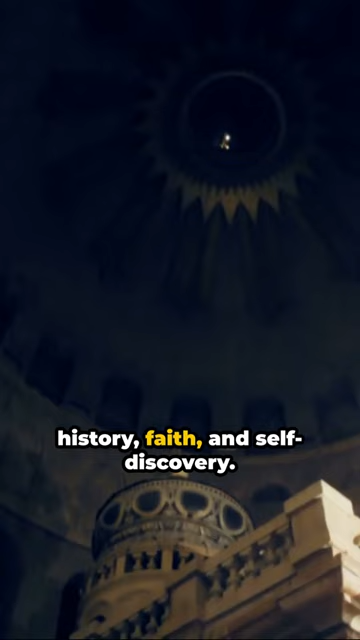 history, faith, and self-
discovery.